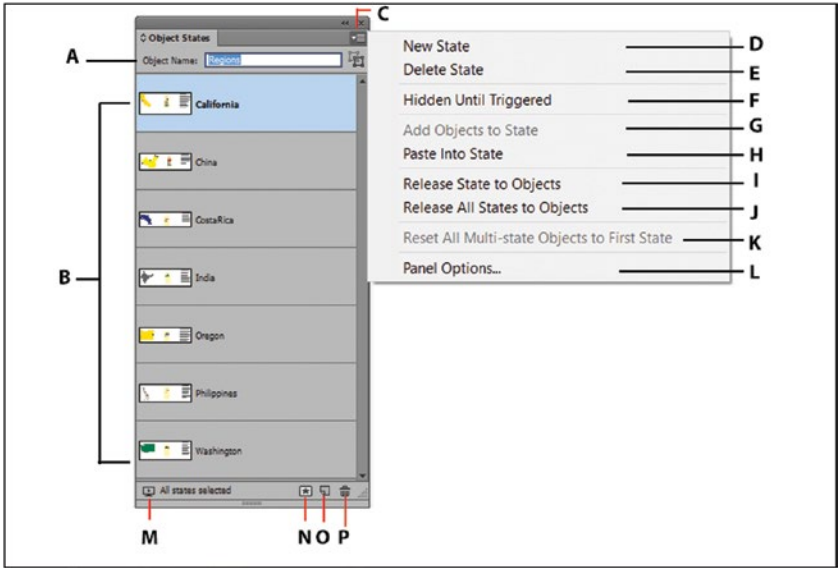 C
Object States
A
Object Name: Regions
B
California
China
CostaRica
India
Oregon
Philippines
Washington
All states selected
M
N O P
New State D
Delete State E
Hidden Until Triggered F
Add Objects to State G
Paste Into State H
Release State to Objects I
Release All States to Objects J
Reset All Multi-state Objects to First State K
Panel Options... L